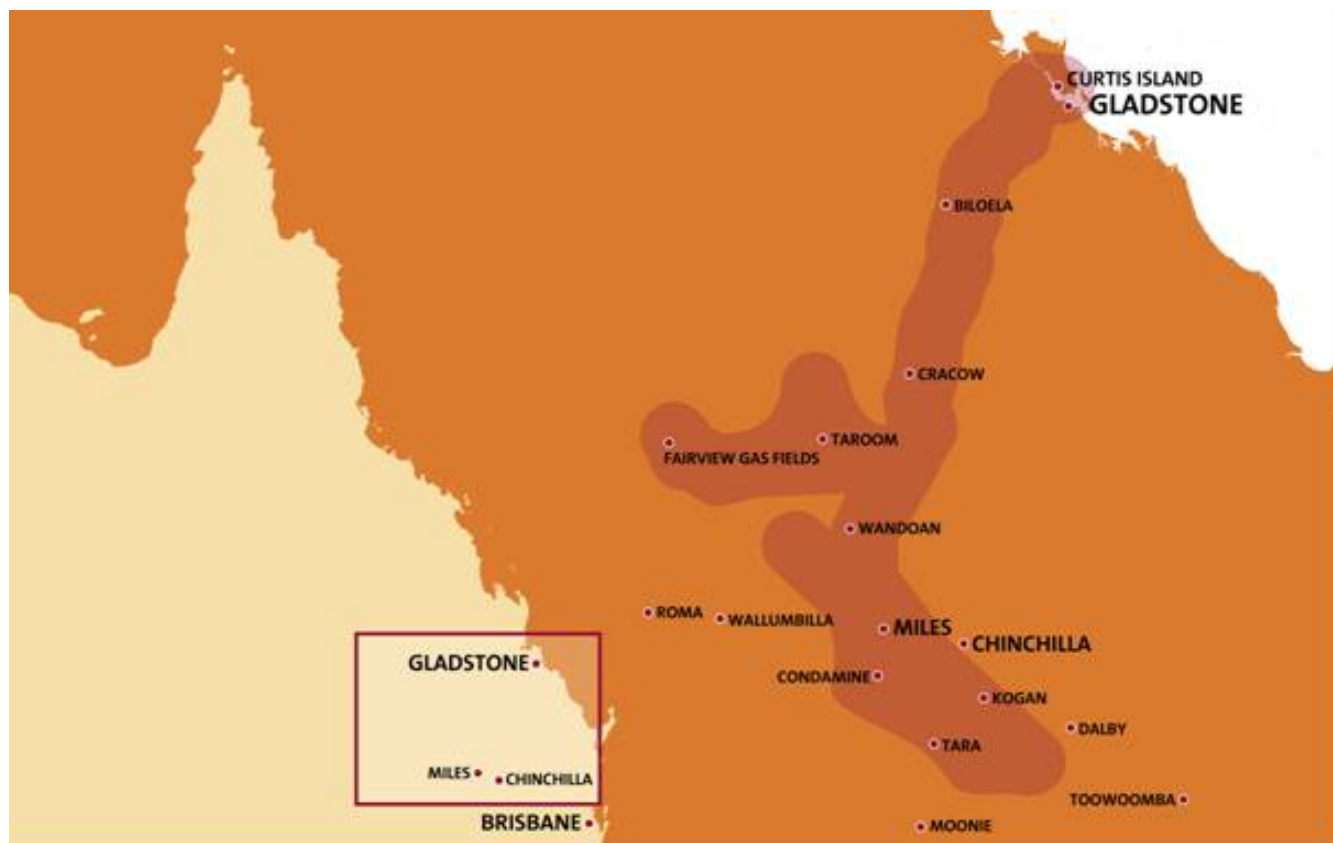 CURTIS ISLAND
GLADSTONE
BILOELA
CRACOW
TAROOM
FAIRVIEW GAS FIELDS
WANDOAN
ROMA
WALLUMBILLA
MILES
CHINCHILLA
CONDAMINE
KOGAN
DALBY
TARA
TOOWOOMBA
MOONIE
GLADSTONE
MILES
CHINCHILLA
BRISBANE